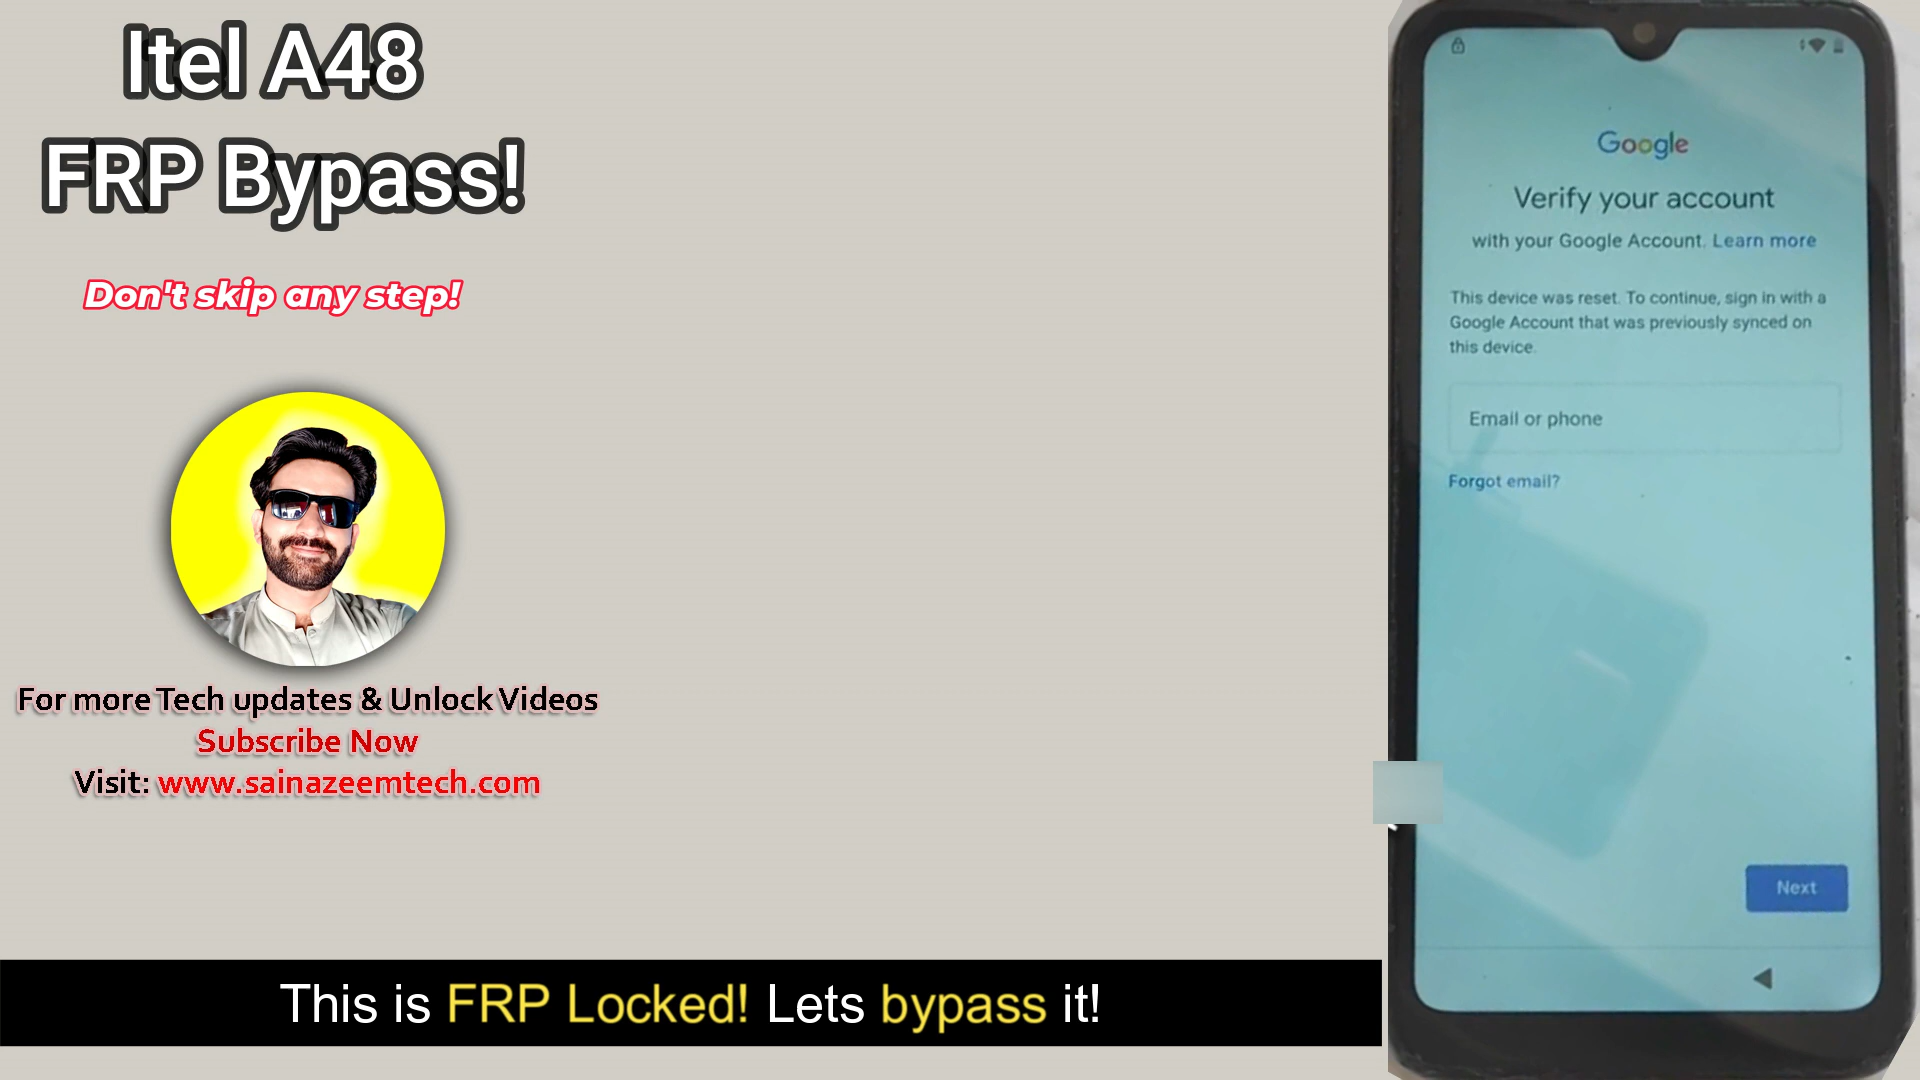 Itel A48
FRP Bypass!
Don't skip any step!
For more Tech updates & Unlock Videos
Subscribe Now
Visit: www.sainazeemtech.com
This is FRP Locked! Lets bypass it!
Google
Verify your account
with your Google Account. Learn more
This device was reset. To continue, sign in with a
Google Account that was previously synced on
this device.
Email or phone
Forgot email?
Next